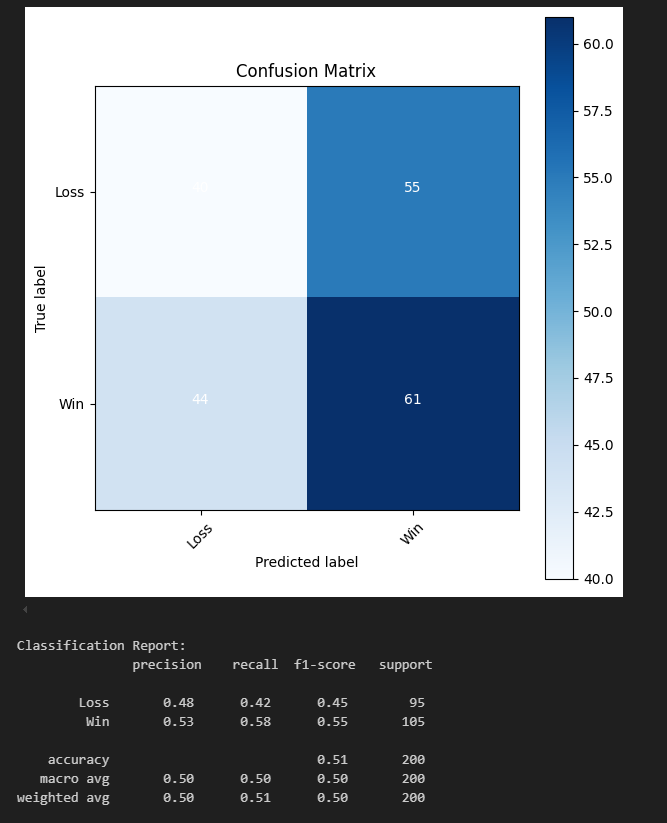 Confusion Matrix
60.0
57.5
55.0
52.5
50.0
47.5
45.0
42.5
40.0
Loss
40 55
True label
Win
44 61
Loss Win
Predicted label
Classification Report:
precision recall f1-score support
Loss 0.48 0.42 0.45 95
Win 0.53 0.58 0.55 105
accuracy 0.51 200
macro avg 0.50 0.50 0.50 200
weighted avg 0.50 0.51 0.50 200